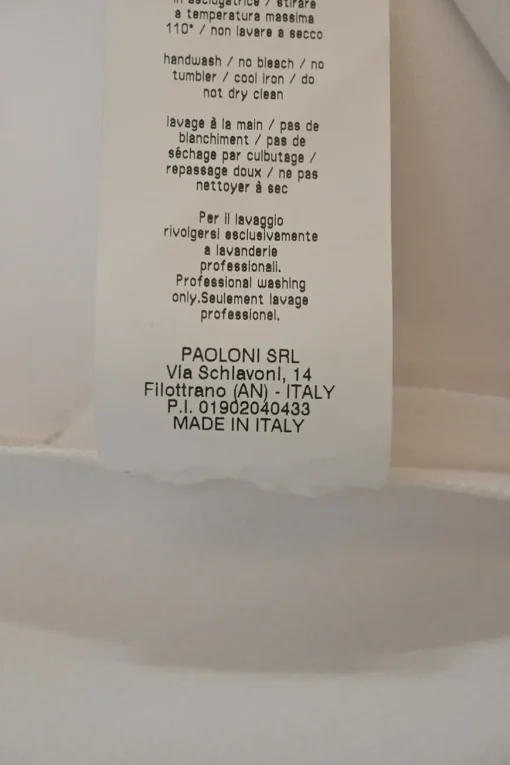 in asciugatrice / stirare
a temperatura massima
110° / non lavare a secco
handwash / no bleach / no
tumbler / cool iron / do
not dry clean
lavage à la main / pas de
blanchiment / pas de
séchage par culbutage /
repassage doux / ne pas
nettoyer à sec
Per il lavaggio
rivolgersi esclusivamente
a lavanderie
professionali.
Professional washing
only.Seulement lavage
professionel.
PAOLONI SRL
Via Schiavoni, 14
Filottrano (AN) - ITALY
P.I. 01902040433
MADE IN ITALY